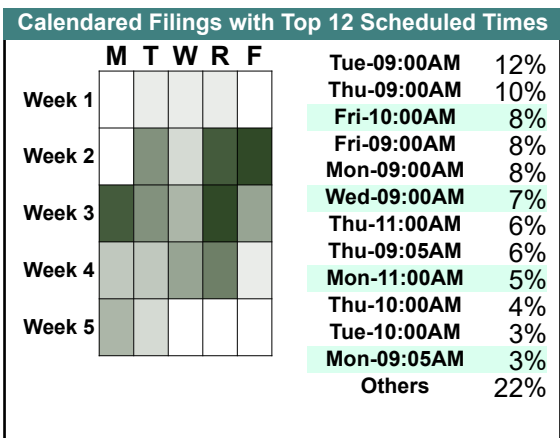 Calendared Filings with Top 12 Scheduled Times
M T W R F
Week 1
Week 2
Week 3
Week 4
Week 5
Tue-09:00AM 12%
Thu-09:00AM 10%
Fri-10:00AM 8%
Fri-09:00AM 8%
Mon-09:00AM 8%
Wed-09:00AM 7%
Thu-11:00AM 6%
Thu-09:05AM 6%
Mon-11:00AM 5%
Thu-10:00AM 4%
Tue-10:00AM 3%
Mon-09:05AM 3%
Others 22%